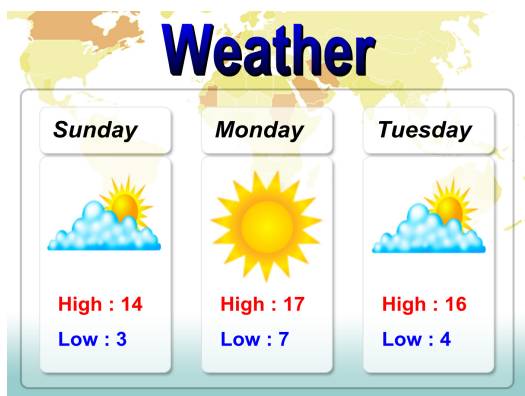 Weather
Sunday
Monday
Tuesday
High : 14
Low : 3
High : 17
Low : 7
High : 16
Low : 4